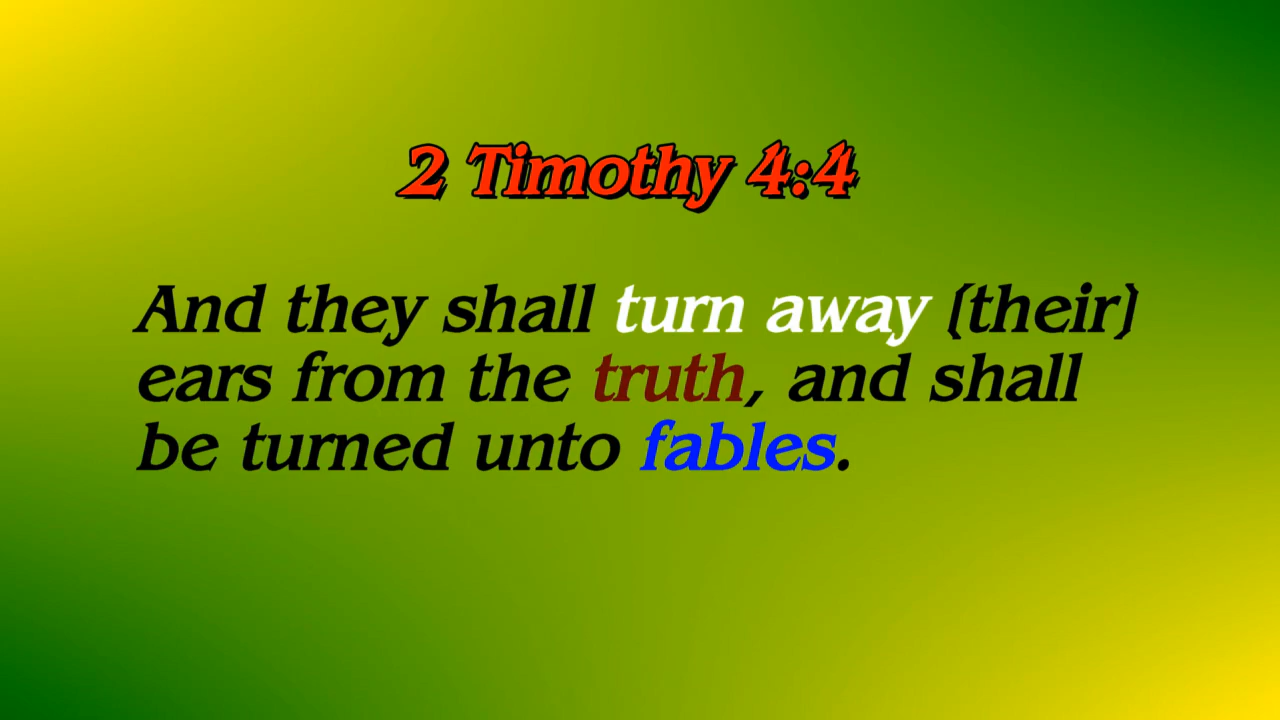 2 Timothy 4:4
And they shall turn away (their)
ears from the truth, and shall
be turned unto fables.